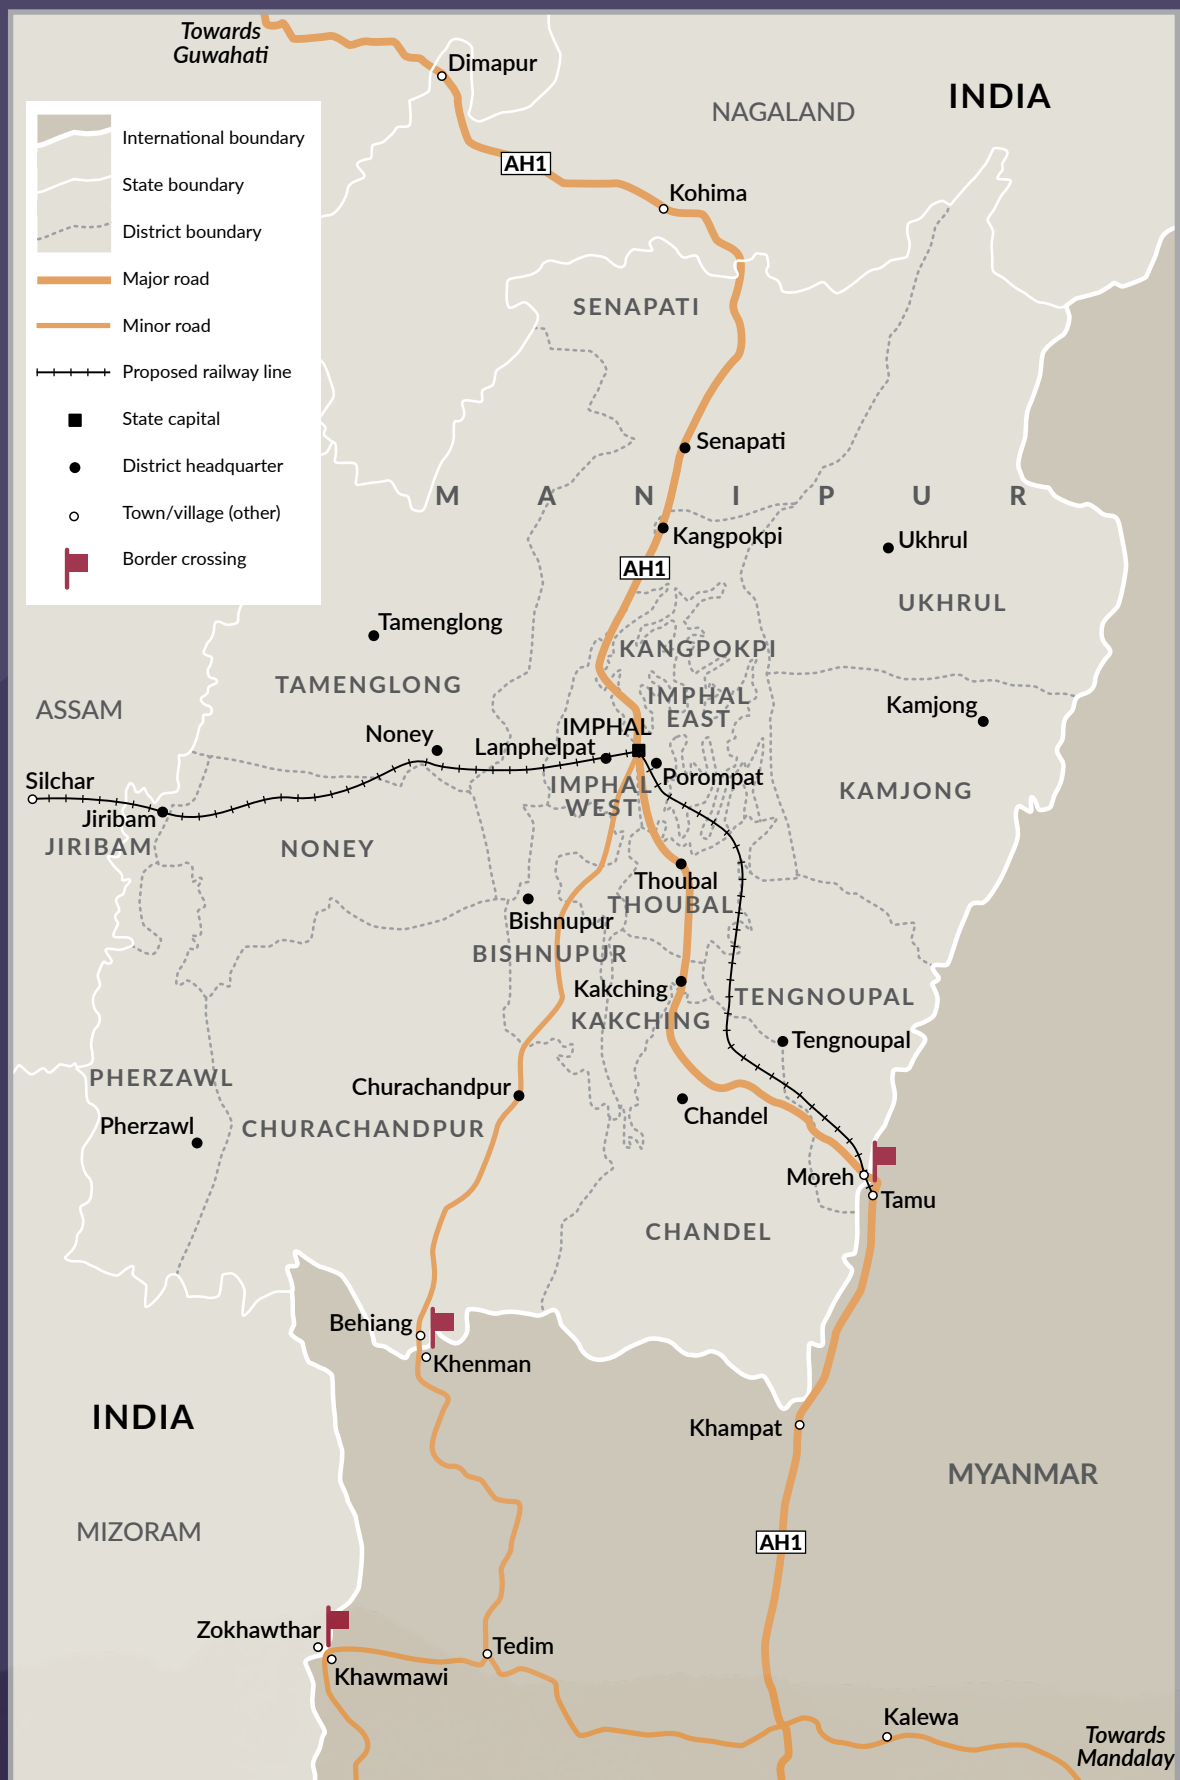 Towards
Guwahati
Dimapur
INDIA
NAGALAND
International boundary
State boundary
District boundary
Major road
Minor road
Proposed railway line
State capital
District headquarter
Town/village (other)
Border crossing
AH1
Kohima
SENAPATI
Senapati
M A N I P U R
Kangpokpi
Ukhrul
AH1
UKHRUL
Tamenglong
KANGPOKPI
TAMENGLONG
IMPHAL
EAST
ASSAM
Kamjong
Noney
IMPHAL
Lamphelpat
Porompat
Silchar
IMPHAL
WEST
KAMJONG
Jiribam
JIRIBAM
NONEY
Thoubal
THOUBAL
Bishnupur
BISHNUPUR
Kakching
TENGNOUPAL
KAKCHING
Tengnoupal
PHERZAWL
Churachandpur
Chandel
Pherzawl
CHURACHANDPUR
Moreh
Tamu
CHANDEL
Behiang
Khenman
INDIA
Khampat
MYANMAR
MIZORAM
AH1
Zokhawthar
Tedim
Khawmawi
Kalewa
Towards
Mandalay